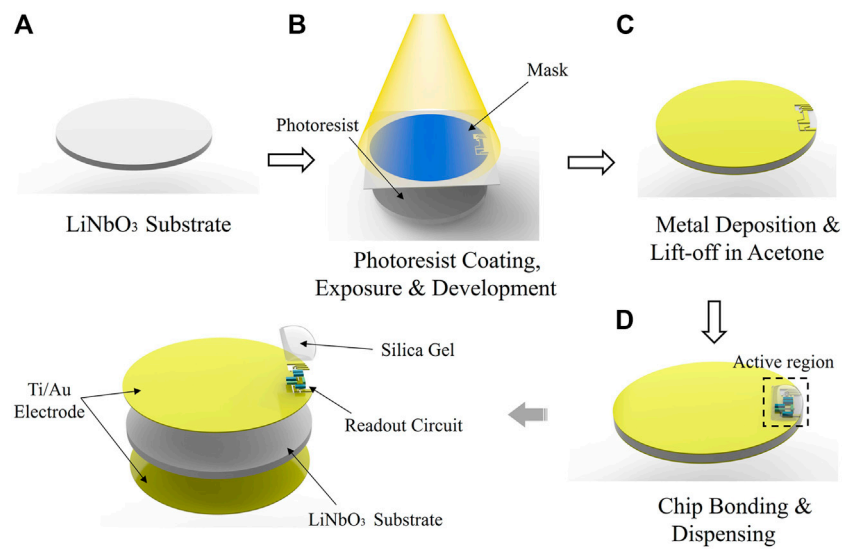 A
LiNbO₃ Substrate
B
Mask
Photoresist
Photoresist Coating,
Exposure & Development
C
Metal Deposition &
Lift-off in Acetone
D
Active region
Chip Bonding &
Dispensing
Silica Gel
Ti/Au
Electrode
Readout Circuit
LiNbO₃ Substrate